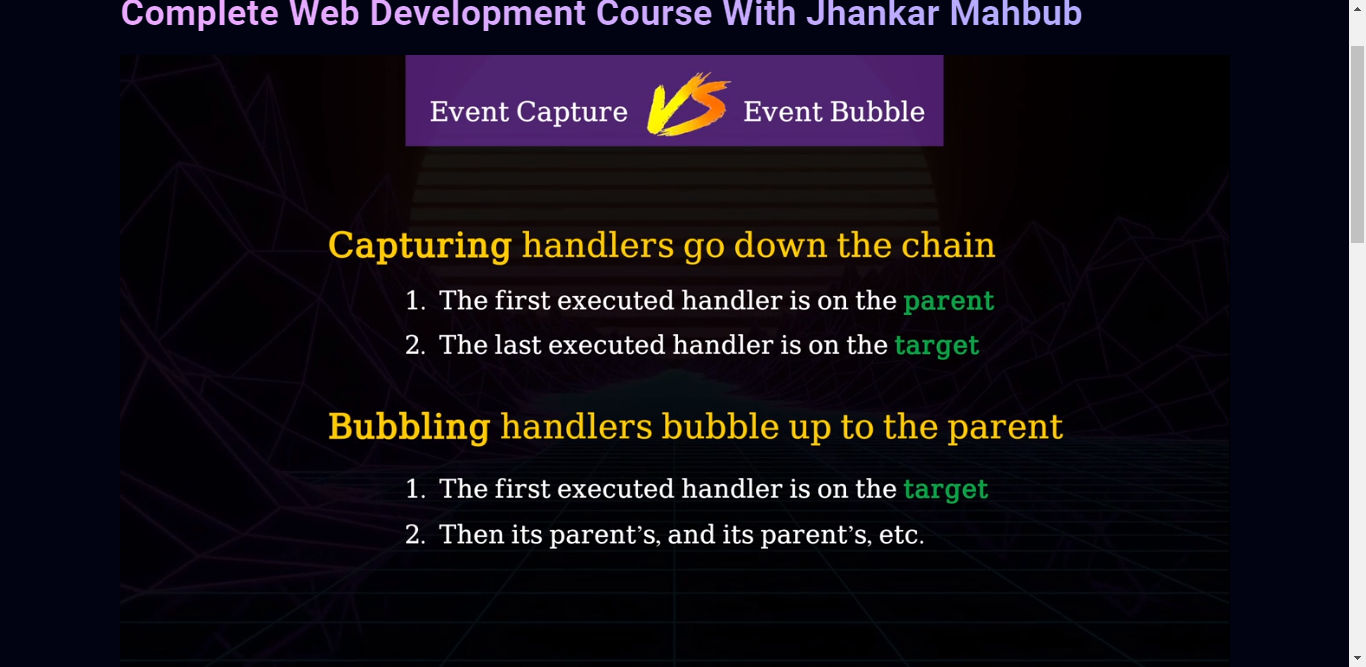 Complete Web Development Course With Jhankar Mahbub
Event Capture VS Event Bubble
Capturing handlers go down the chain
1. The first executed handler is on the parent
2. The last executed handler is on the target
Bubbling handlers bubble up to the parent
1. The first executed handler is on the target
2. Then its parent’s, and its parent’s, etc.